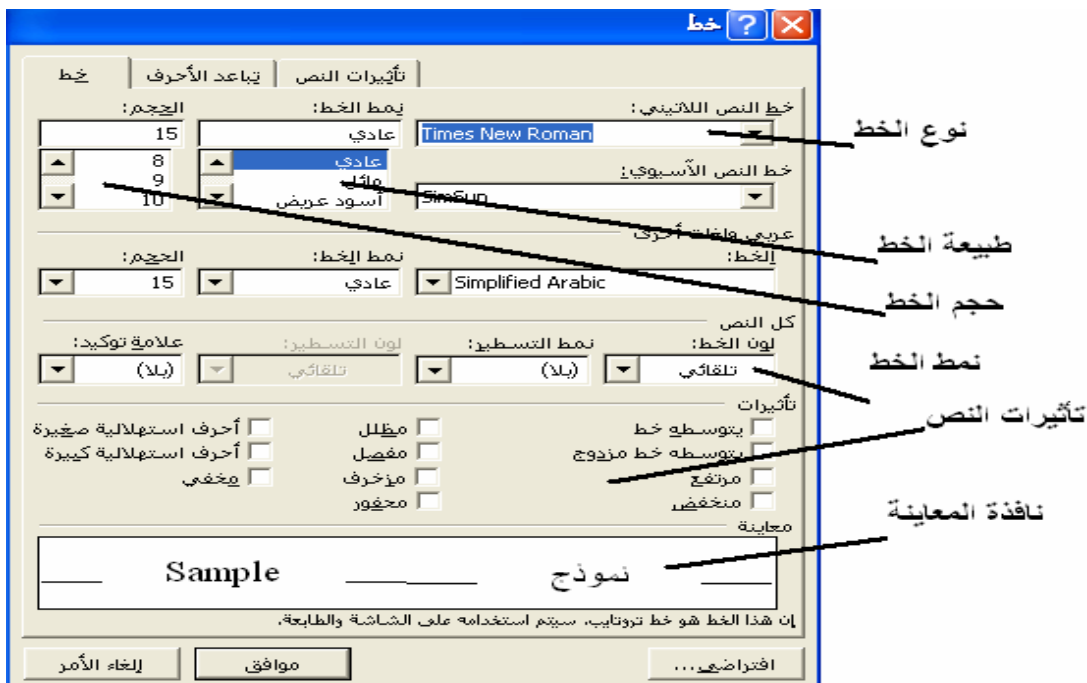 خط
خط تباعد الأحرف تأثيرات النص
خط النص اللاتيني: نمط الخط: الحجم:
Times New Roman عادي 15
نوع الخط
عادي 8
مائل 9
أسود عريض 10
خط النص الآسيوي:
SimSun
عربي ولغات أخرى
طبيعة الخط
الخط: نمط الخط: الحجم:
Simplified Arabic عادي 15
حجم الخط
كل النص
لون الخط: نمط التسطير: لون التسطير: علامة توكيد:
تلقائي (بلا) تلقائي (بلا)
نمط الخط
تأثيرات
تأثيرات النص
يتوسطه خط مظلل أحرف استهلالية صغيرة
يتوسطه خط مزدوج مفصل أحرف استهلالية كبيرة
مرتفع مزخرف مخفي
منخفض محفور
معاينة
نافذة المعاينة
نموذج Sample
إن هذا الخط هو خط تروتايب، سيتم استخدامه على الشاشة والطابعة.
افتراضي... موافق إلغاء الأمر